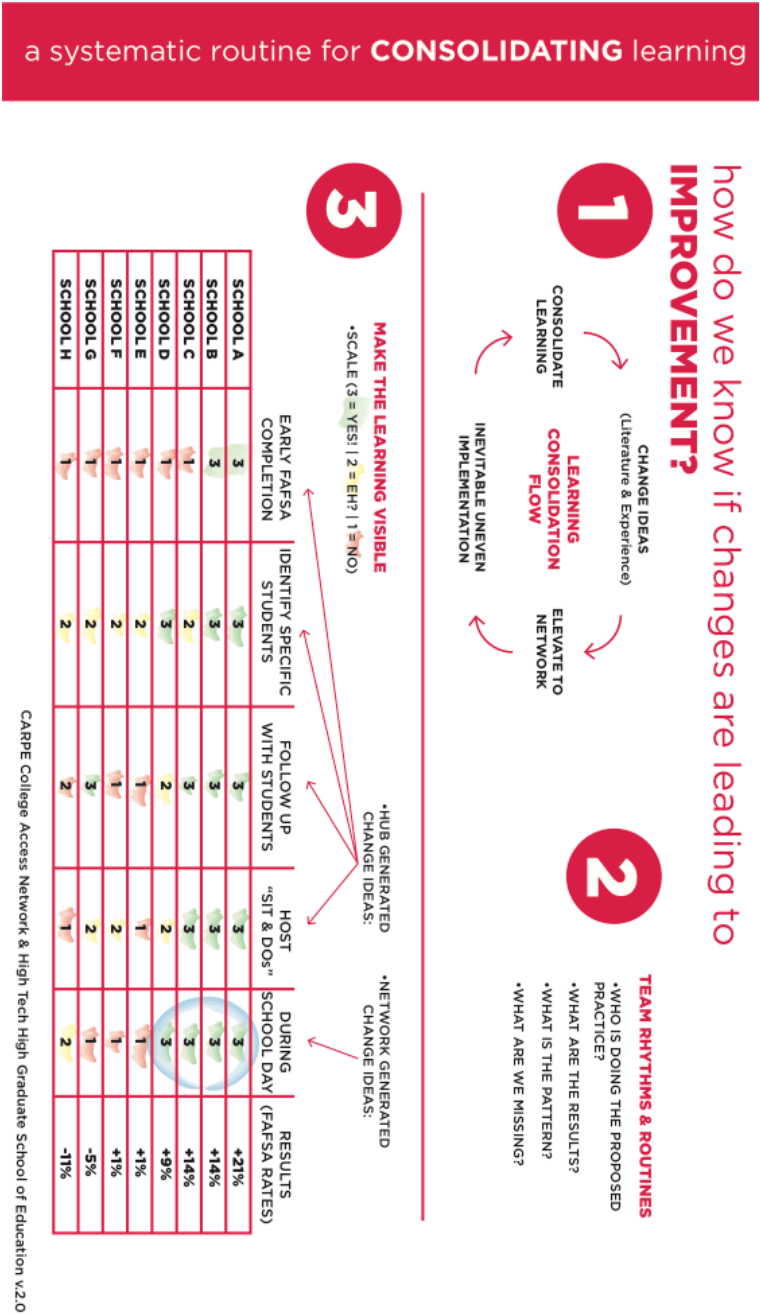 a systematic routine for CONSOLIDATING learning
how do we know if changes are leading to
IMPROVEMENT?
1
CHANGE IDEAS
(Literature & Experience)
CONSOLIDATE
LEARNING
LEARNING
CONSOLIDATION
FLOW
ELEVATE TO
NETWORK
INEVITABLE UNEVEN
IMPLEMENTATION
2
TEAM RHYTHMS & ROUTINES
•WHO IS DOING THE PROPOSED
PRACTICE?
•WHAT ARE THE RESULTS?
•WHAT IS THE PATTERN?
•WHAT ARE WE MISSING?
3
MAKE THE LEARNING VISIBLE
•SCALE (3 = YES! | 2 = EH? | 1 = NO)
•HUB GENERATED
CHANGE IDEAS:
•NETWORK GENERATED
CHANGE IDEAS:
EARLY FAFSA
COMPLETION
IDENTIFY SPECIFIC
STUDENTS
FOLLOW UP
WITH STUDENTS
HOST
“SIT & DOs”
DURING
SCHOOL DAY
RESULTS
(FAFSA RATES)
SCHOOL A 3 3 3 3 3 +21%
SCHOOL B 3 3 3 3 3 +14%
SCHOOL C 1 2 3 3 3 +14%
SCHOOL D 1 3 2 2 3 +9%
SCHOOL E 1 2 1 1 1 +1%
SCHOOL F 1 2 1 2 1 +1%
SCHOOL G 1 2 3 2 1 -5%
SCHOOL H 1 2 2 1 2 -11%
CARPE College Access Network & High Tech High Graduate School of Education v.2.0